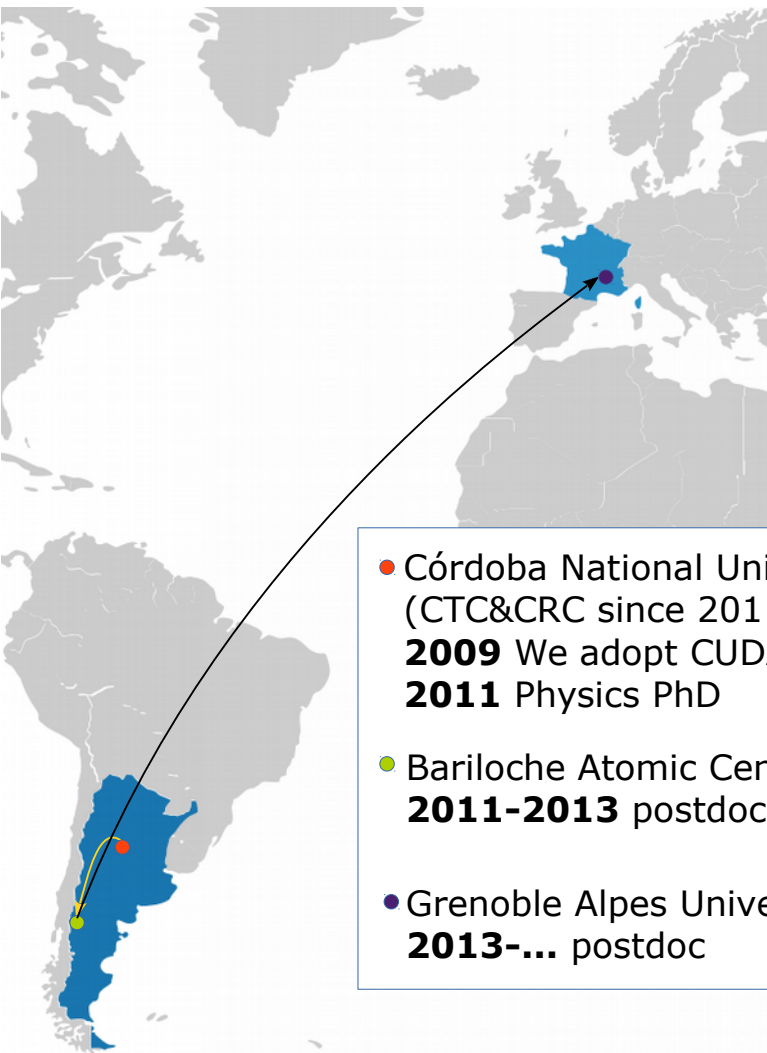 Córdoba National Uni
(CTC&CRC since 201
2009 We adopt CUD
2011 Physics PhD
Bariloche Atomic Cen
2011-2013 postdoc
Grenoble Alpes Unive
2013-... postdoc